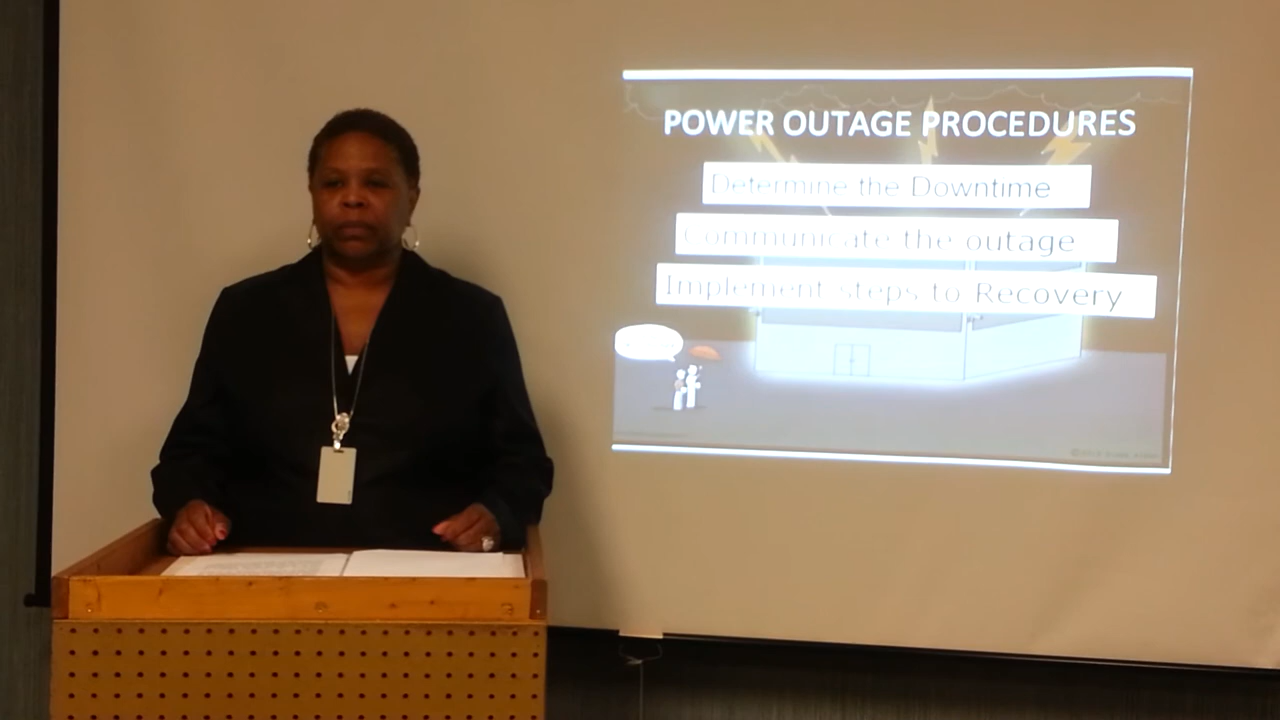 POWER OUTAGE PROCEDURES
Determine the Downtime
Communicate the outage
Implement steps to Recovery